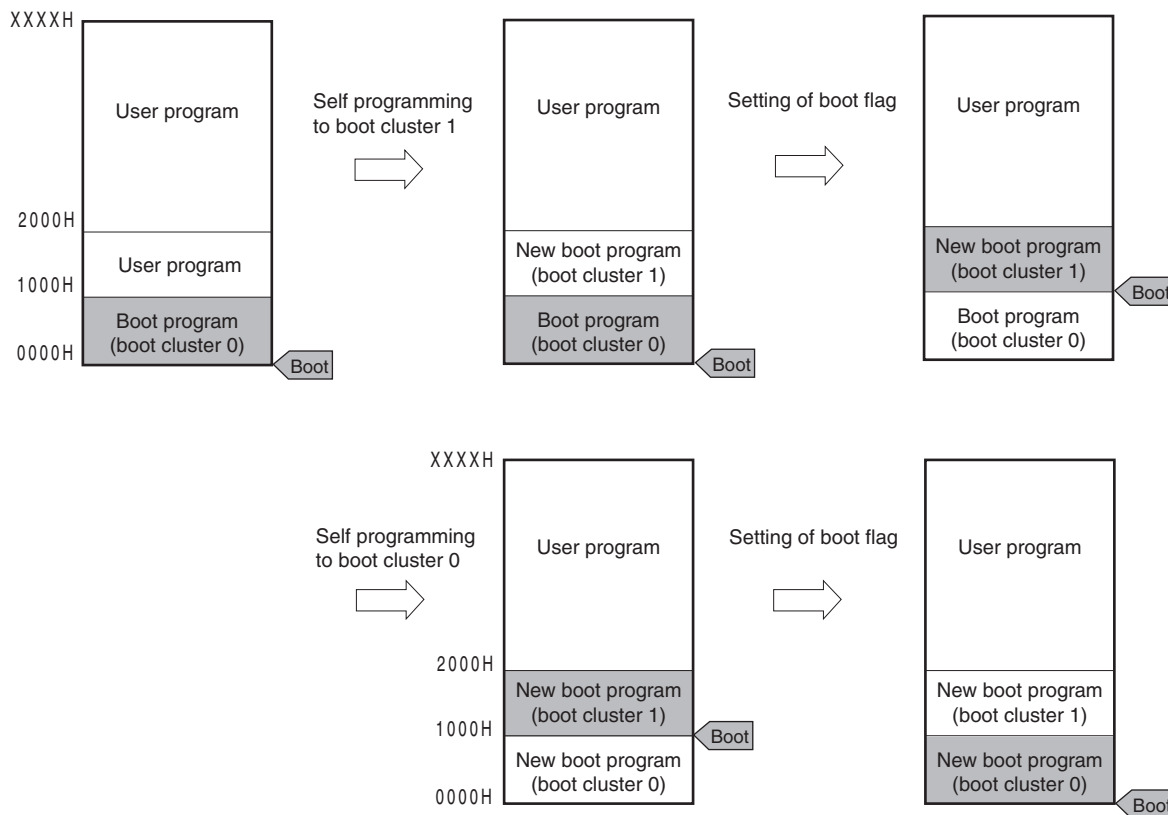 XXXXH
User program
2000H
User program
1000H
Boot program
(boot cluster 0)
0000H
Boot
Self programming
to boot cluster 1
User program
New boot program
(boot cluster 1)
Boot program
(boot cluster 0)
Boot
Setting of boot flag
User program
New boot program
(boot cluster 1)
Boot
Boot program
(boot cluster 0)
Self programming
to boot cluster 0
XXXXH
User program
2000H
New boot program
(boot cluster 1)
1000H
Boot
New boot program
(boot cluster 0)
0000H
Setting of boot flag
User program
New boot program
(boot cluster 1)
New boot program
(boot cluster 0)
Boot